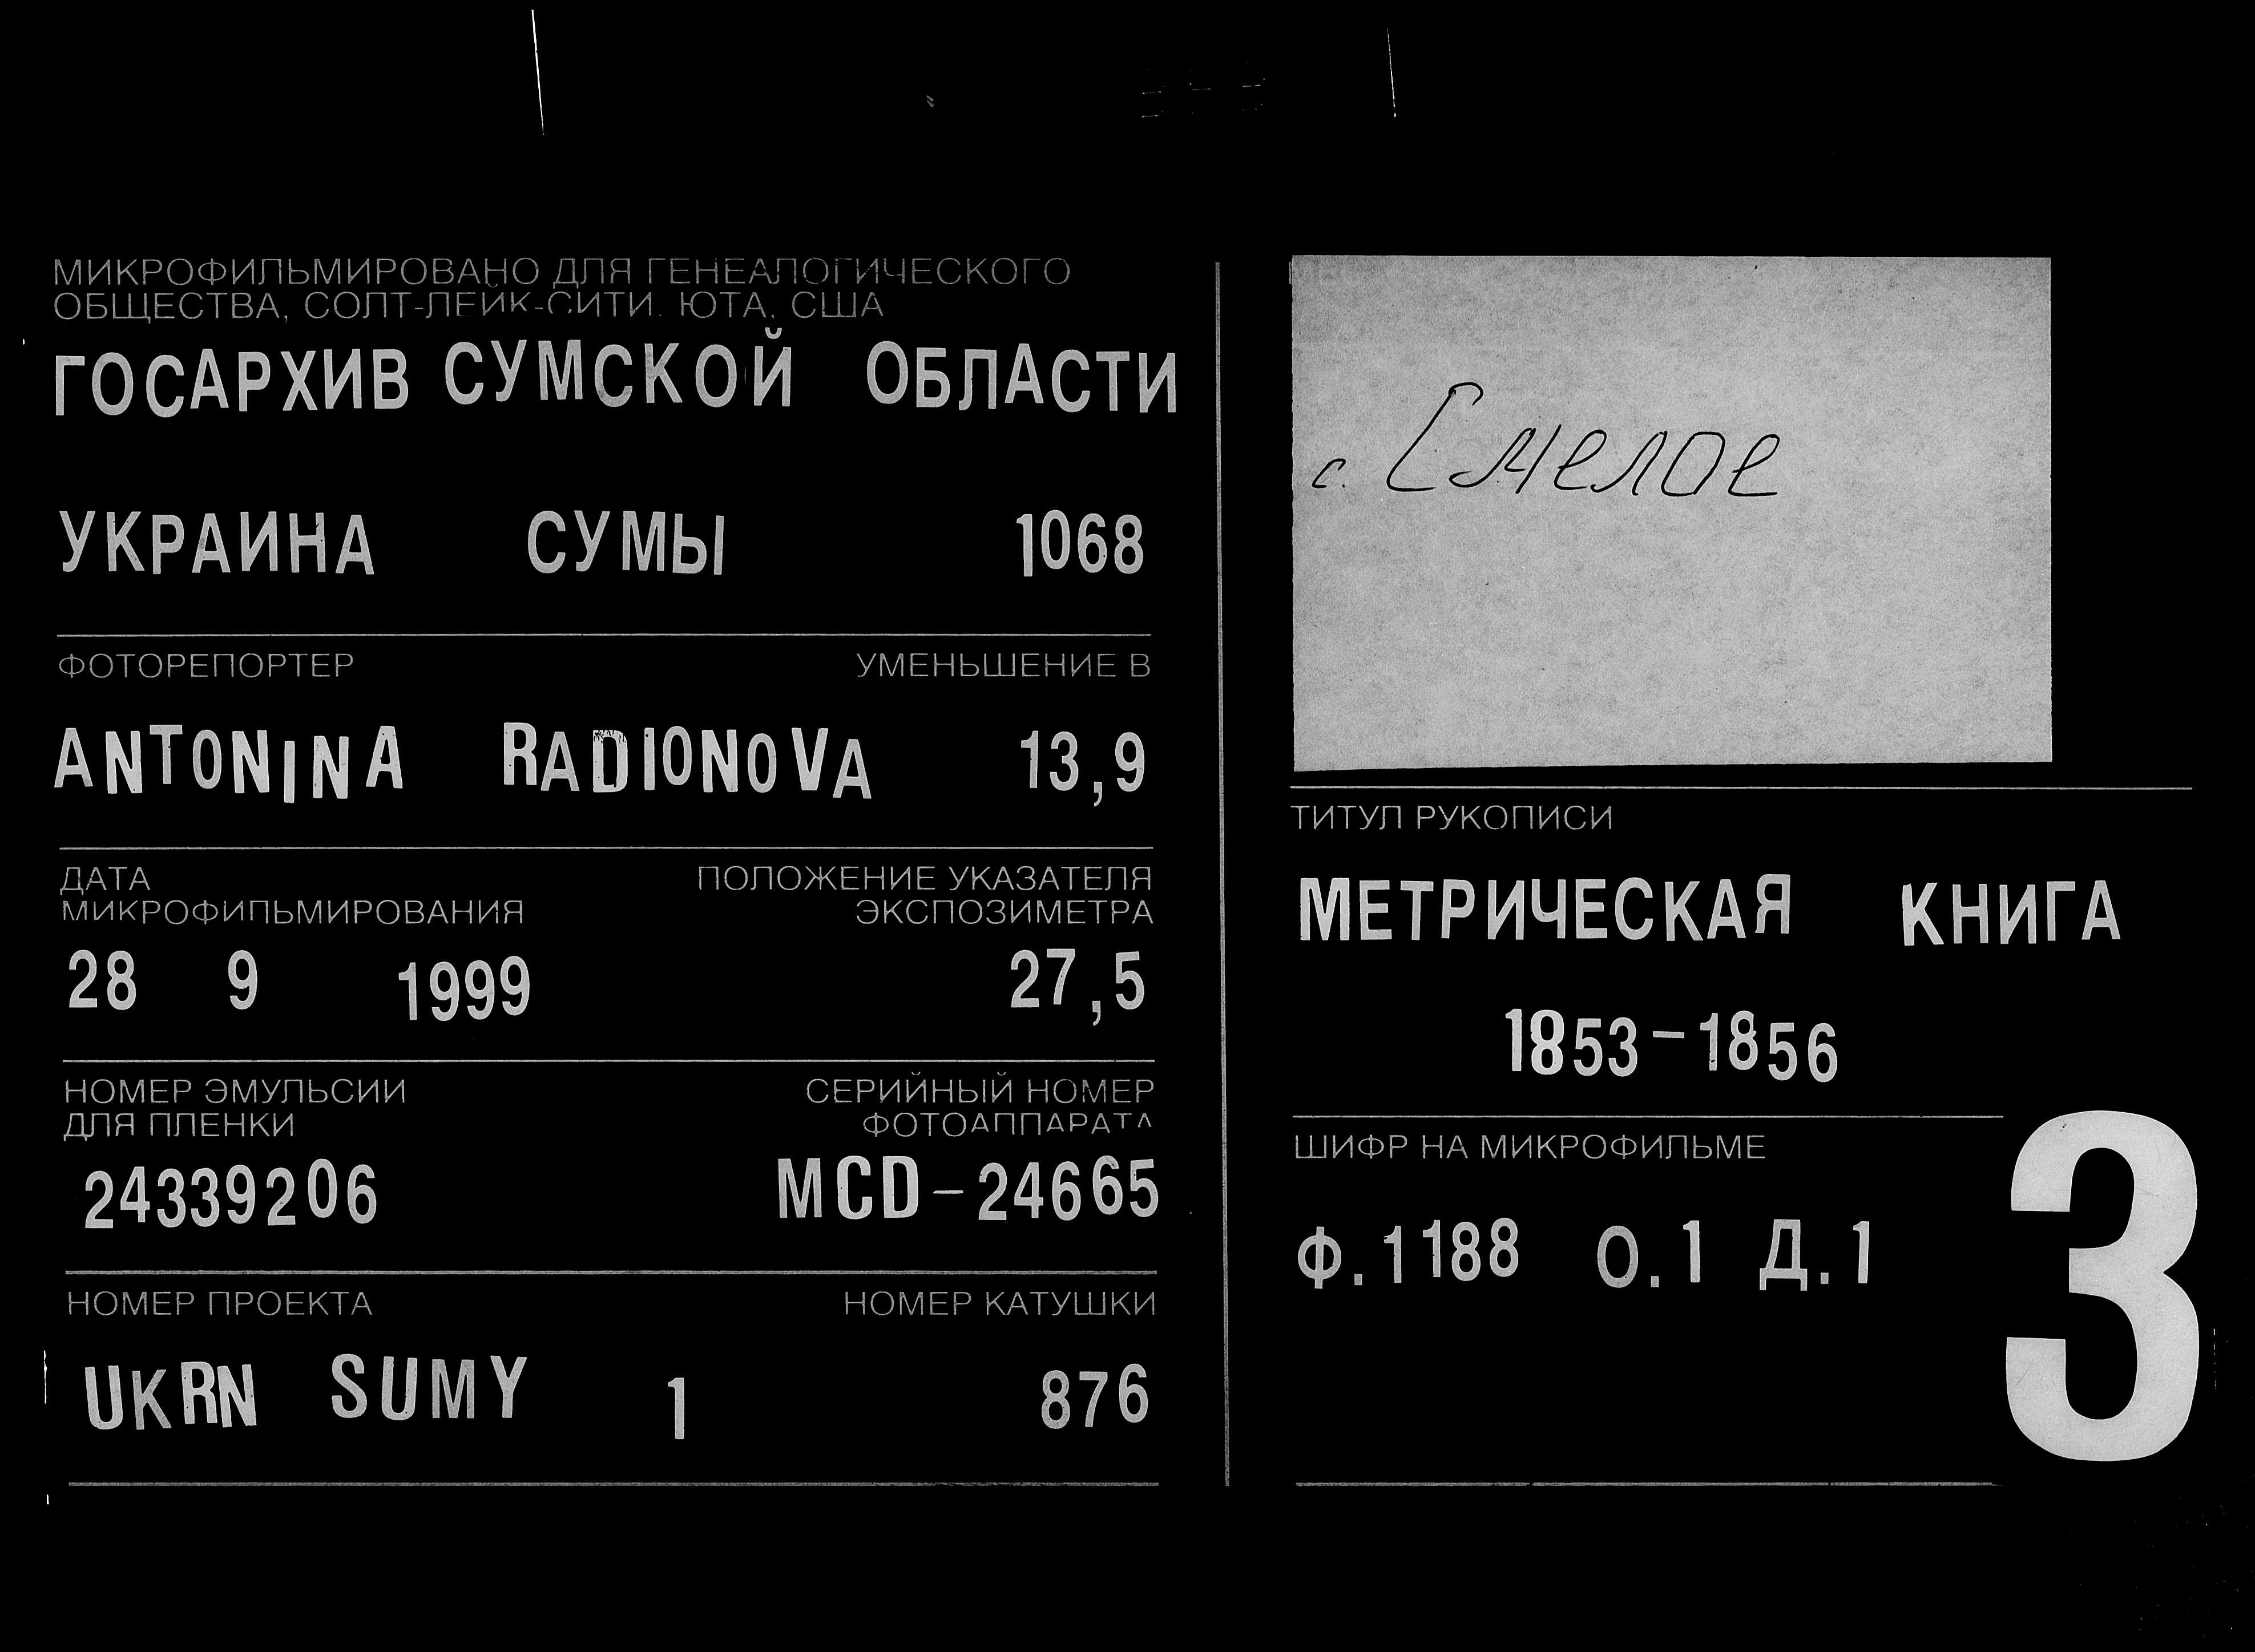 МИКРОФИЛЬМИРОВАНО ДЛЯ ГЕНЕАЛОГИЧЕСКОГО
ОБЩЕСТВА, СОЛТ-ЛЕЙК-СИТИ. ЮТА, США
ГОСАРХИВ СУМСКОЙ ОБЛАСТИ
УКРАИНА СУМЫ 1068
ФОТОРЕПОРТЕР УМЕНЬШЕНИЕ В
ANTONINA RADIONOVA 13,9
ДАТА
МИКРОФИЛЬМИРОВАНИЯ
ПОЛОЖЕНИЕ УКАЗАТЕЛЯ
ЭКСПОЗИМЕТРА
28 9 1999 27,5
НОМЕР ЭМУЛЬСИИ
ДЛЯ ПЛЕНКИ
СЕРИЙНЫЙ НОМЕР
ФОТОАППАРАТА
24339206 MCD-24665
НОМЕР ПРОЕКТА НОМЕР КАТУШКИ
UKRN SUMY 1 876
с. Смелое
ТИТУЛ РУКОПИСИ
МЕТРИЧЕСКАЯ КНИГА
1853-1856
ШИФР НА МИКРОФИЛЬМЕ
Ф.1188 О.1 Д.1
3